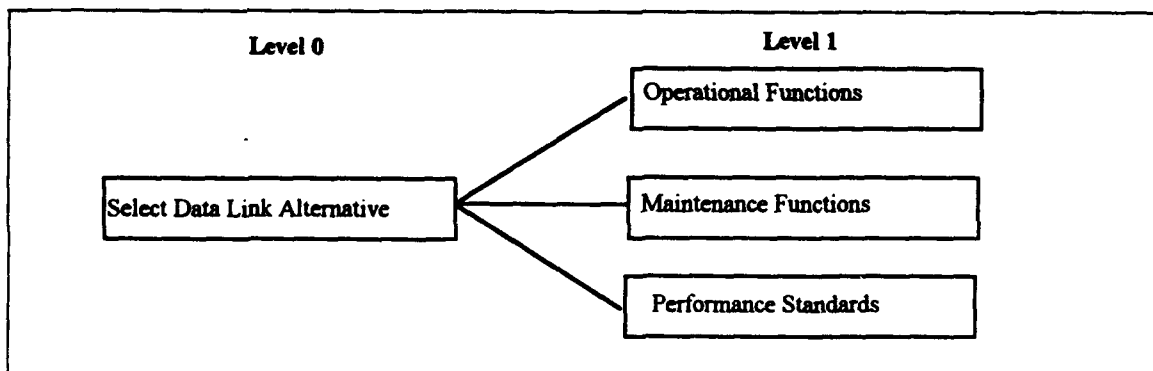 Level 0
Level 1
Operational Functions
Select Data Link Alternative
Maintenance Functions
Performance Standards